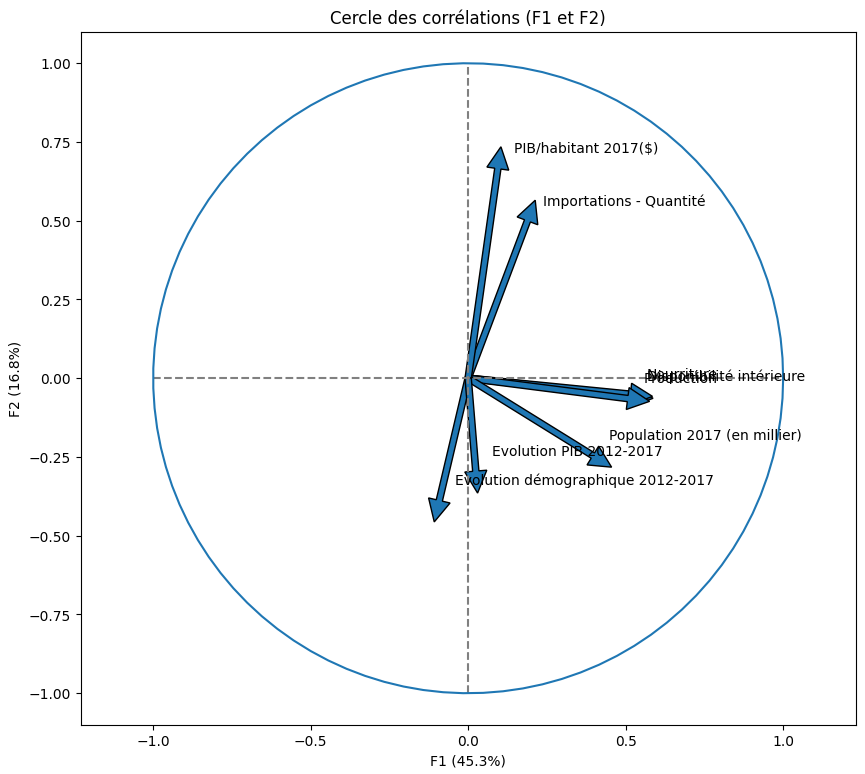 Cercle des corrélations (F1 et F2)
1.00
0.75
0.50
0.25
0.00
−0.25
−0.50
−0.75
−1.00
F2 (16.8%)
PIB/habitant 2017($)
Importations - Quantité
Nourriture
Disponibilité intérieure
Production
Population 2017 (en millier)
Evolution PIB 2012-2017
Evolution démographique 2012-2017
−1.0
−0.5
0.0
0.5
1.0
F1 (45.3%)